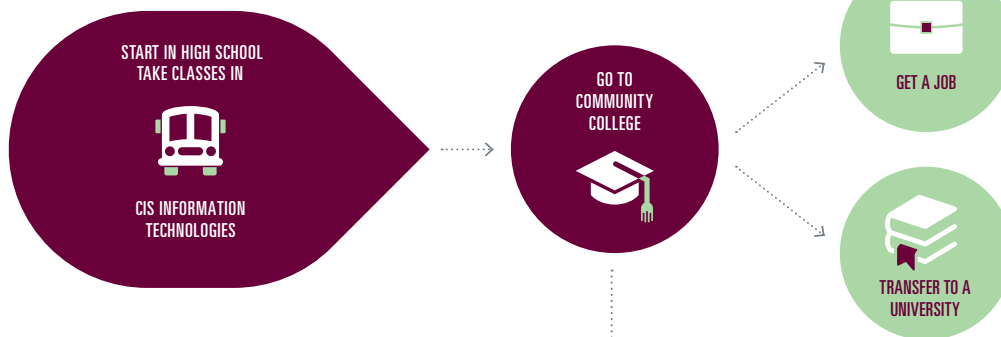 START IN HIGH SCHOOL
TAKE CLASSES IN
CIS INFORMATION
TECHNOLOGIES
GO TO
COMMUNITY
COLLEGE
GET A JOB
TRANSFER TO A
UNIVERSITY